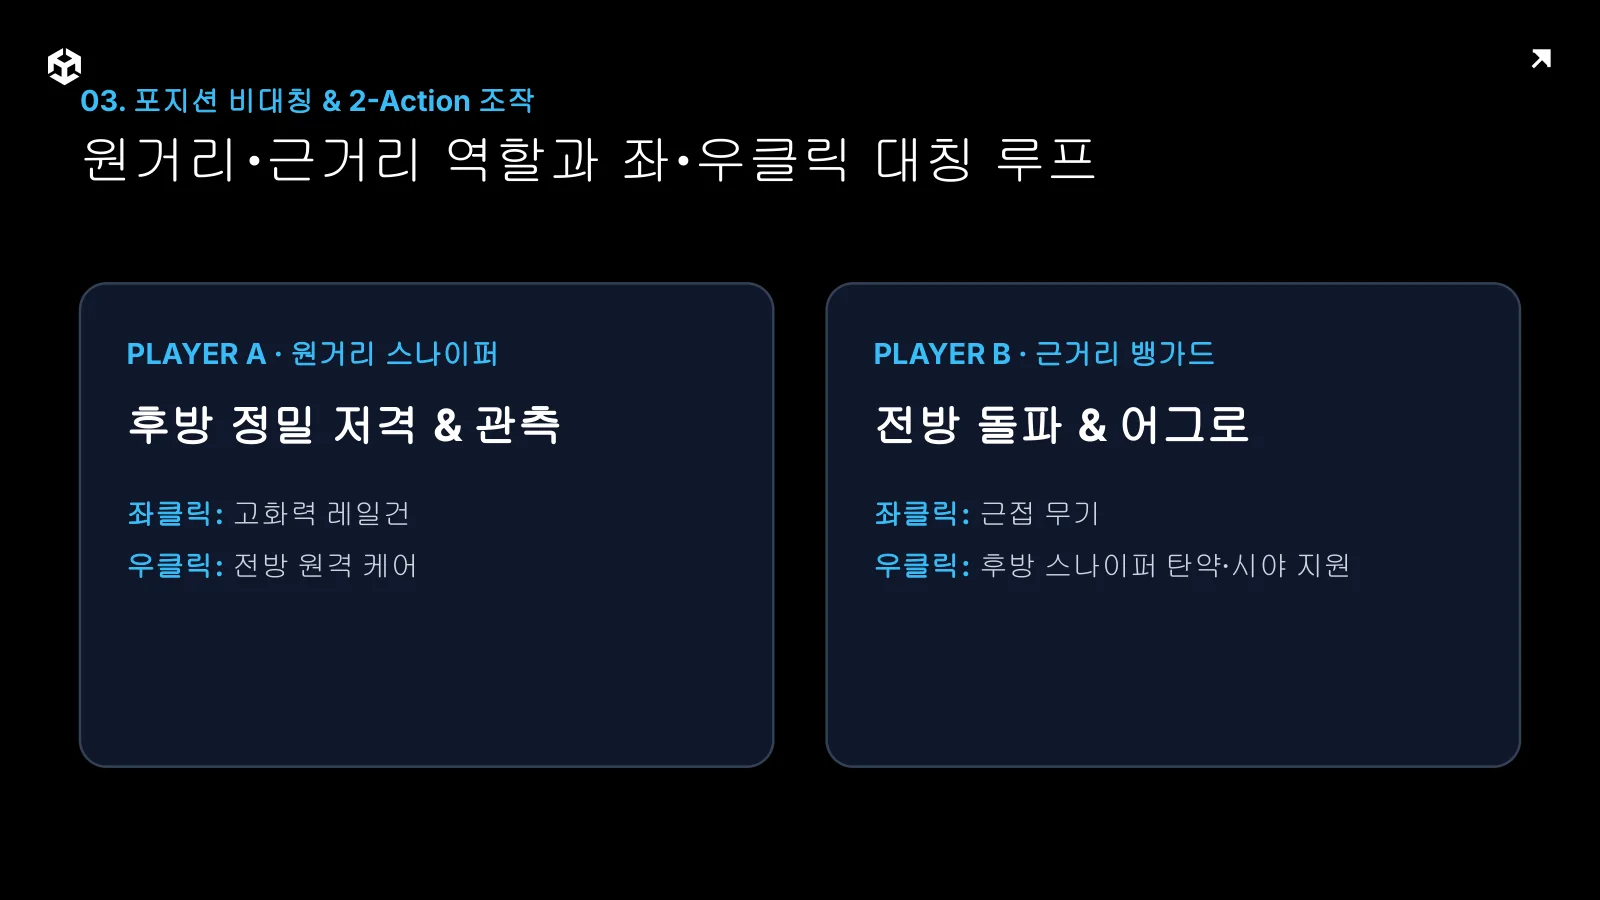 03. 포지션 비대칭 & 2-Action 조작
원거리·근거리 역할과 좌·우클릭 대칭 루프
PLAYER A · 원거리 스나이퍼
후방 정밀 저격 & 관측
좌클릭: 고화력 레일건
우클릭: 전방 원격 케어
PLAYER B · 근거리 뱅가드
전방 돌파 & 어그로
좌클릭: 근접 무기
우클릭: 후방 스나이퍼 탄약·시야 지원